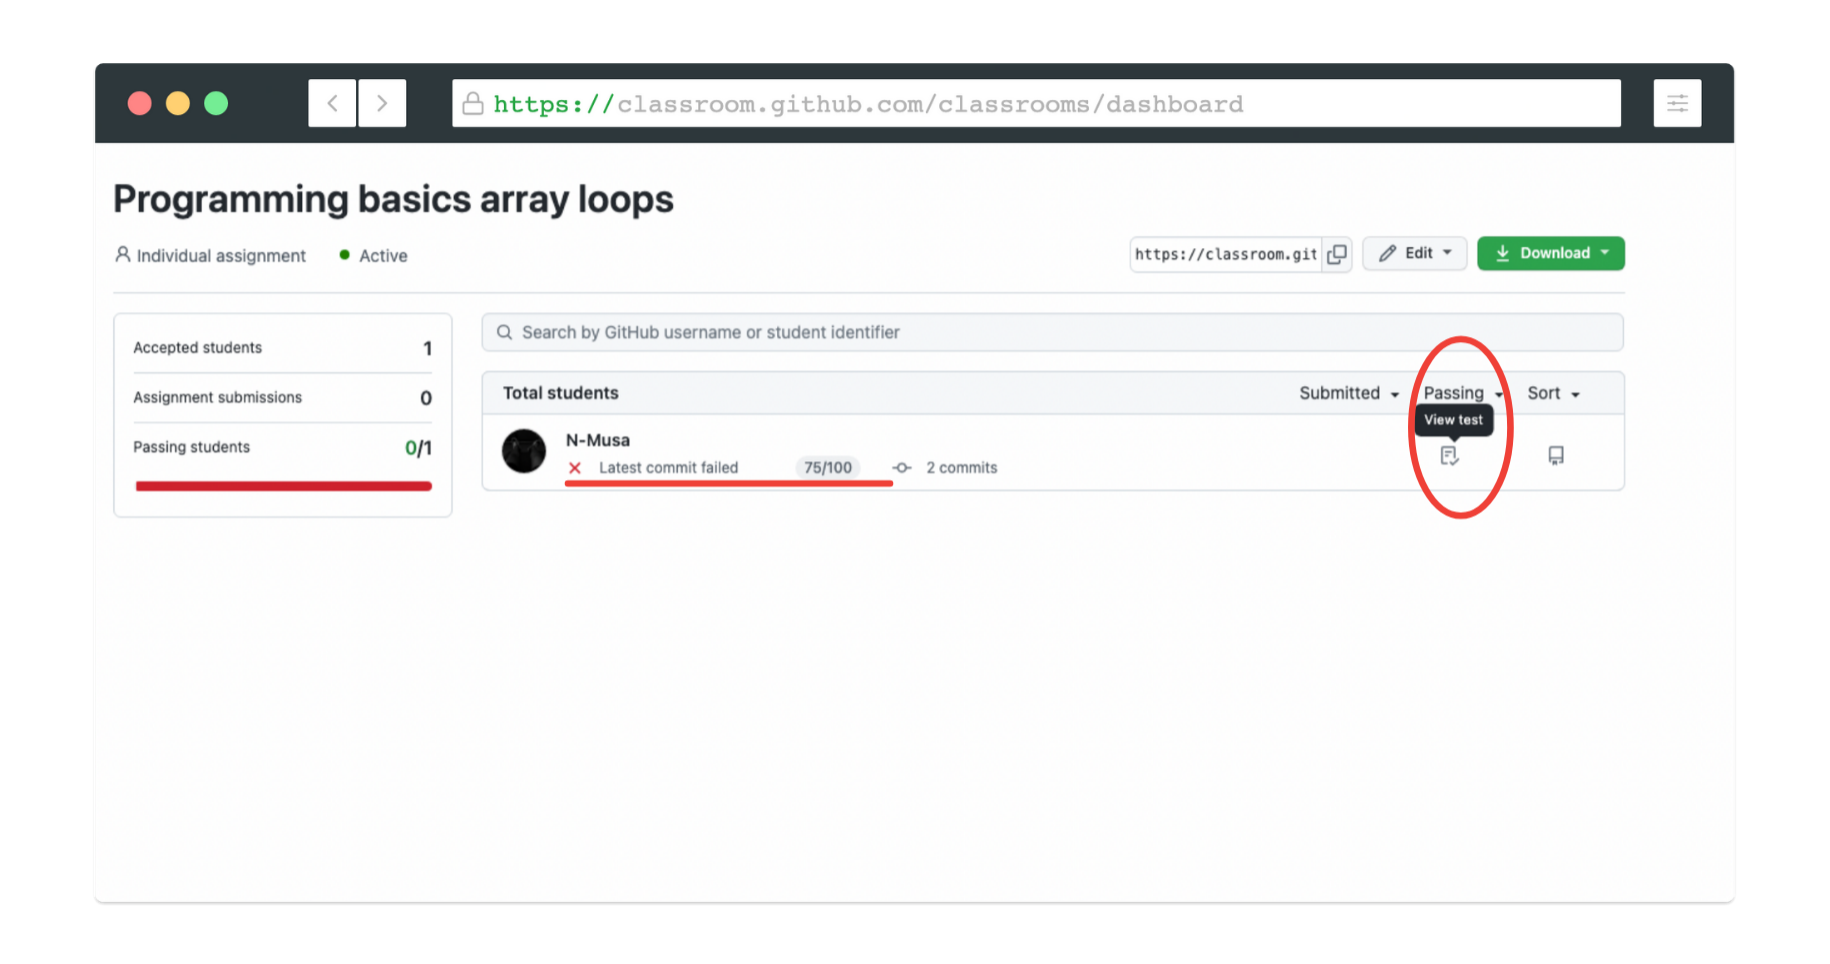 https://classroom.github.com/classrooms/dashboard
Programming basics array loops
Individual assignment Active
https://classroom.git Edit Download
Accepted students 1
Assignment submissions 0
Passing students 0/1
Search by GitHub username or student identifier
Total students Submitted Passing Sort
View test
N-Musa
Latest commit failed 75/100 2 commits